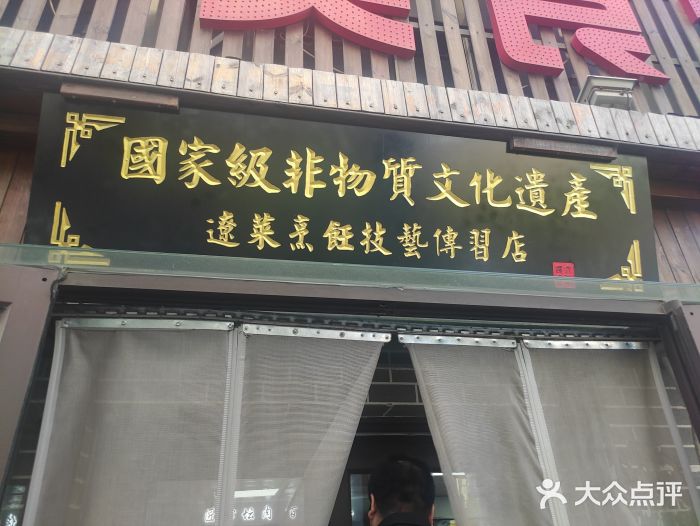 國家級非物質文化遺產
遼菜烹飪技藝傳習店
大众点评